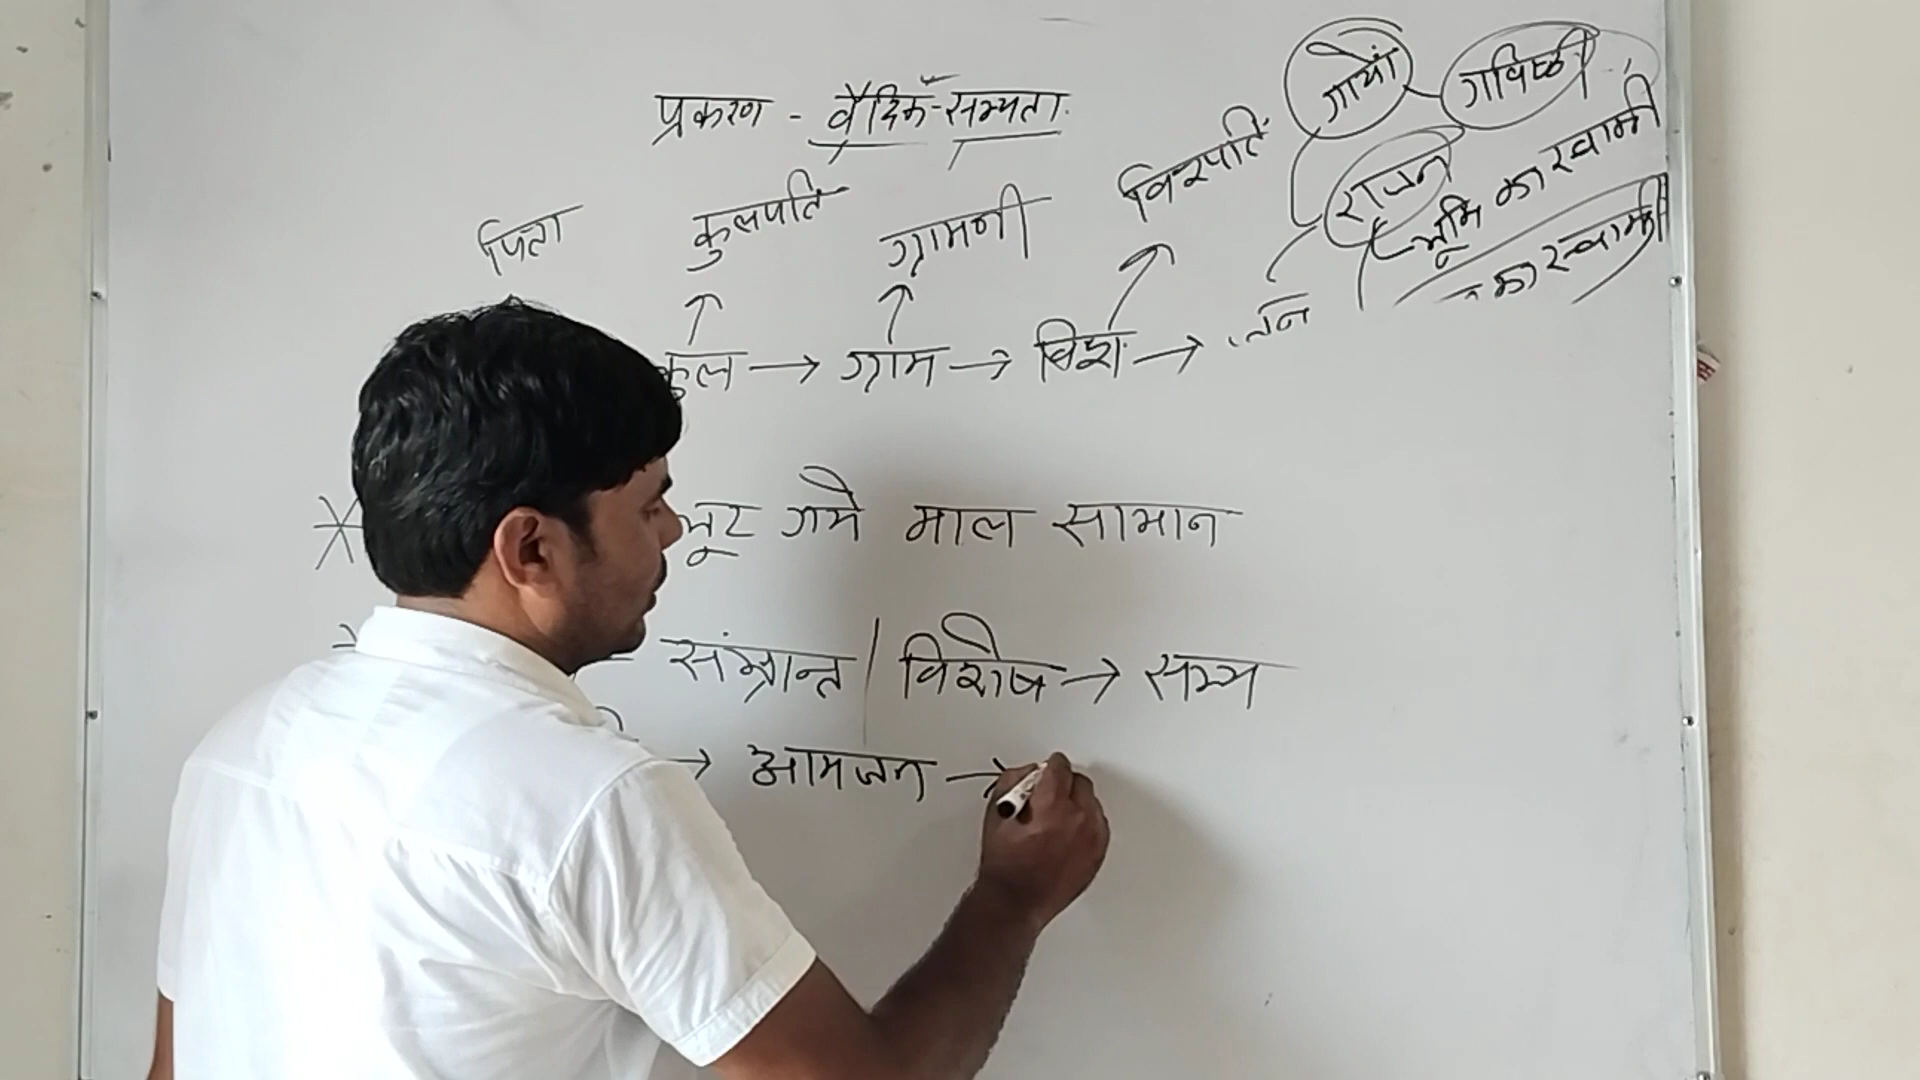 प्रकरण - वैदिक-सभ्यता
गायों गविष्ठी
पिता कुलपति ग्रामणी विशपति राजन भूमि का स्वामी
का स्वामी
कुल → ग्राम → विश → जन
लूट गये माल सामान
संभ्रान्त / विशेष → सभ्य
→ आमजन →